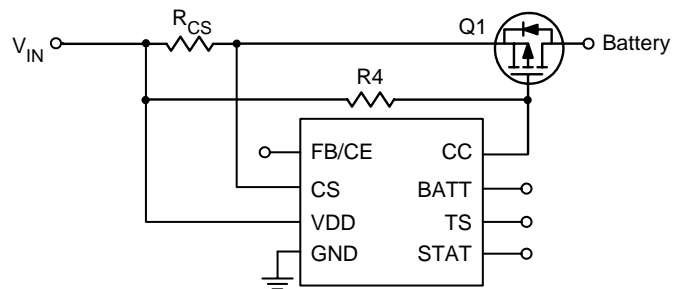 R_CS
Q1
V_IN
Battery
R4
FB/CE CC
CS BATT
VDD TS
GND STAT